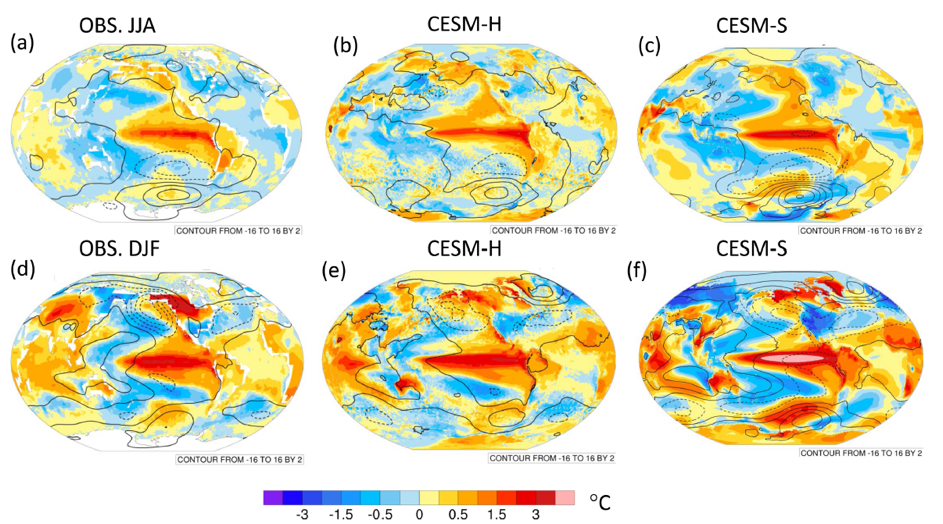 OBS. JJA CESM-H CESM-S
(a) (b) (c)
CONTOUR FROM -16 TO 16 BY 2 CONTOUR FROM -16 TO 16 BY 2 CONTOUR FROM -16 TO 16 BY 2
OBS. DJF CESM-H CESM-S
(d) (e) (f)
CONTOUR FROM -16 TO 16 BY 2 CONTOUR FROM -16 TO 16 BY 2 CONTOUR FROM -16 TO 16 BY 2
-3 -1.5 -0.5 0 0.5 1.5 3 °C